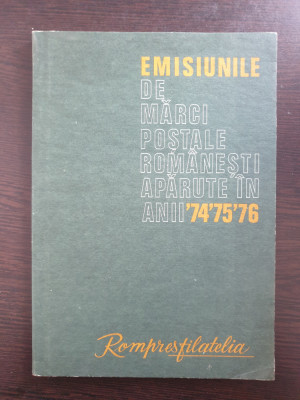 EMISIUNILE
DE
MĂRCI
POȘTALE
ROMÂNEȘTI
APĂRUTE ÎN
ANII '74'75'76
Rompresfilatelia